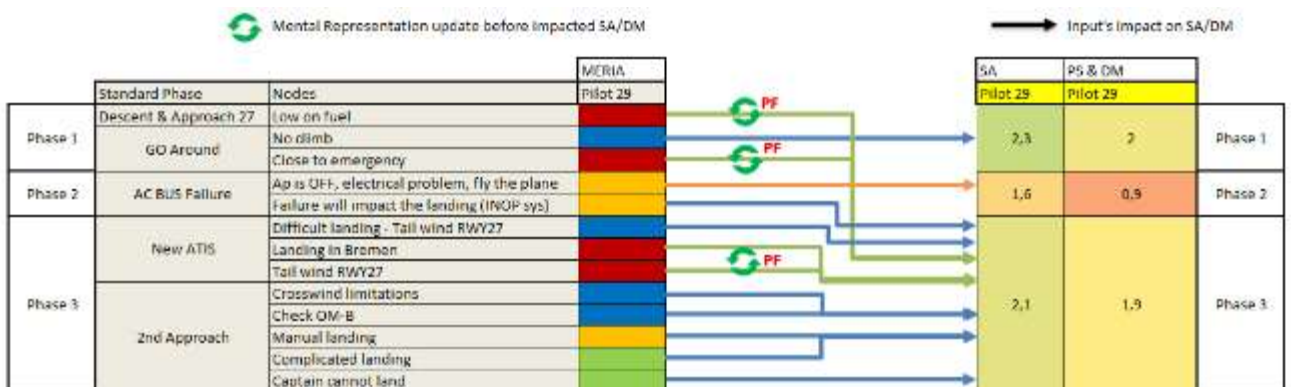 Mental Representation update before impacted SA/DM
Input's impact on SA/DM
MERIA
SA
PS & DM
Standard Phase
Nodes
Pilot 29
Pilot 29
Pilot 29
Phase 1
Descent & Approach 27
Low on fuel
PF
GO Around
No climb
2,3
2
Phase 1
Close to emergency
PF
Phase 2
AC BUS Failure
Ap is OFF, electrical problem, fly the plane
1,6
0,9
Phase 2
Failure will impact the landing (INOP sys)
Phase 3
New ATIS
Difficult landing - Tail wind RWY27
Landing in Bremen
Tail wind RWY27
PF
2nd Approach
Crosswind limitations
2,1
1,9
Phase 3
Check OM-B
Manual landing
Complicated landing
Captain cannot land